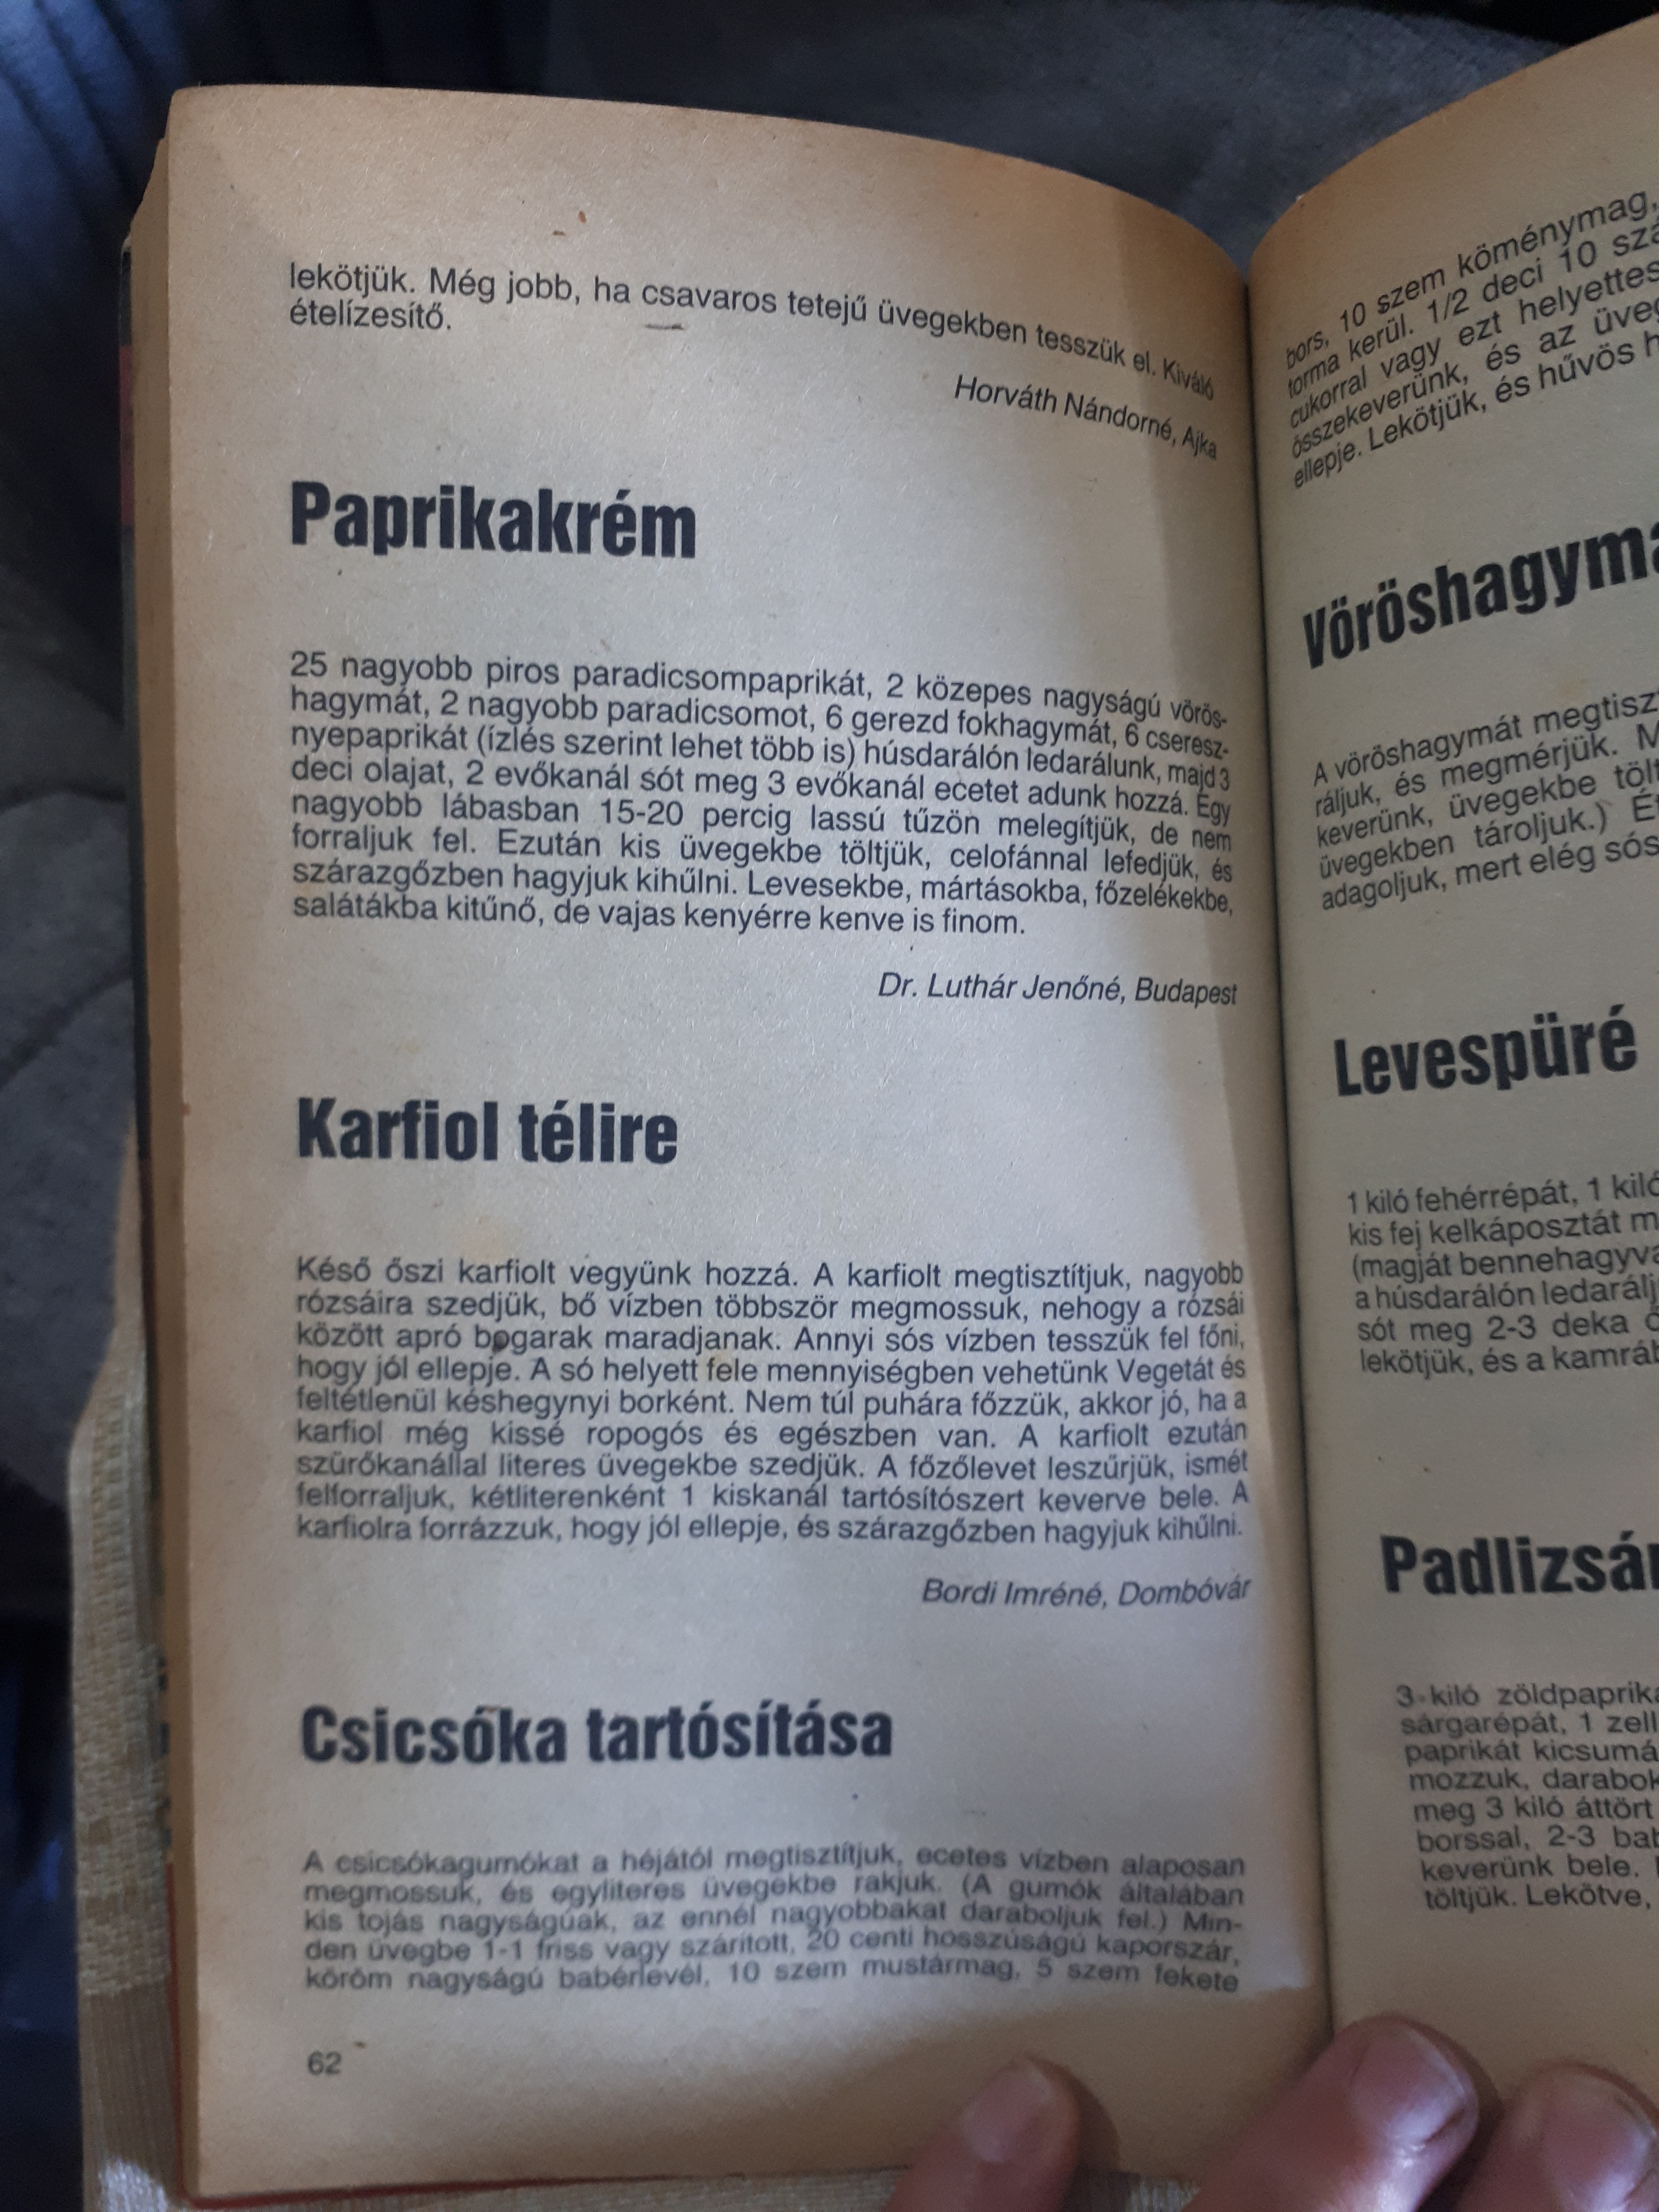 lekötjük. Még jobb, ha csavaros tetejű üvegekben tesszük el. Kiváló
ételízesítő.
Horváth Nándorné, Ajka
Paprikakrém
25 nagyobb piros paradicsompaprikát, 2 közepes nagyságú vörös-
hagymát, 2 nagyobb paradicsomot, 6 gerezd fokhagymát, 6 cseresz-
nyepaprikát (ízlés szerint lehet több is) húsdarálón ledarálunk, majd 3
deci olajat, 2 evőkanál sót meg 3 evőkanál ecetet adunk hozzá. Egy
nagyobb lábasban 15-20 percig lassú tűzön melegítjük, de nem
forraljuk fel. Ezután kis üvegekbe töltjük, celofánnal lefedjük, és
szárazgőzben hagyjuk kihűlni. Levesekbe, mártásokba, főzelékekbe,
salátákba kitűnő, de vajas kenyérre kenve is finom.
Dr. Luthár Jenőné, Budapest
Karfiol télire
Késő őszi karfiolt vegyünk hozzá. A karfiolt megtisztítjuk, nagyobb
rózsáira szedjük, bő vízben többször megmossuk, nehogy a rózsái
között apró bogarak maradjanak. Annyi sós vízben tesszük fel főni,
hogy jól ellepje. A só helyett fele mennyiségben vehetünk Vegetát és
feltétlenül késhegynyi borként. Nem túl puhára főzzük, akkor jó, ha a
karfiol még kissé ropogós és egészben van. A karfiolt ezután
szűrőkanállal literes üvegekbe szedjük. A főzőlevet leszűrjük, ismét
felforraljuk, kétliterenként 1 kiskanál tartósítószert keverve bele. A
karfiolra forrázzuk, hogy jól ellepje, és szárazgőzben hagyjuk kihűlni.
Bordi Imréné, Dombóvár
Csicsóka tartósítása
A csicsókagumókat a héjától megtisztítjuk, ecetes vízben alaposan
megmossuk, és egyliteres üvegekbe rakjuk. (A gumók általában
kis tojás nagyságúak, az ennél nagyobbakat daraboljuk fel.) Min-
den üvegbe 1-1 friss vagy szárított, 20 centi hosszúságú kaporszár,
köröm nagyságú babérlevél, 10 szem mustármag, 5 szem fekete
62
bors, 10 szem köménymag,
torma kerül. 1/2 deci 10
cukorral vagy ezt
összekeverünk, és az
ellepje. Lekötjük, és hűvös
Vöröshagyma
A vöröshagymát
ráljuk, és megmérjük.
keverünk, üvegekbe
üvegekben tároljuk.)
adagoljuk, mert elég sós
Levespüré
1 kiló fehérrépát, 1 kiló
kis fej kelkáposztát
(magját bennehagyva
a húsdarálón
sót meg 2-3 deka
lekötjük, és a
Padlizsán
3 kiló
sárgarépát, 1
paprikát
mozzuk,
meg 3 kiló áttört
borssal, 2-3
keverünk bele.
töltjük. Lekötve,